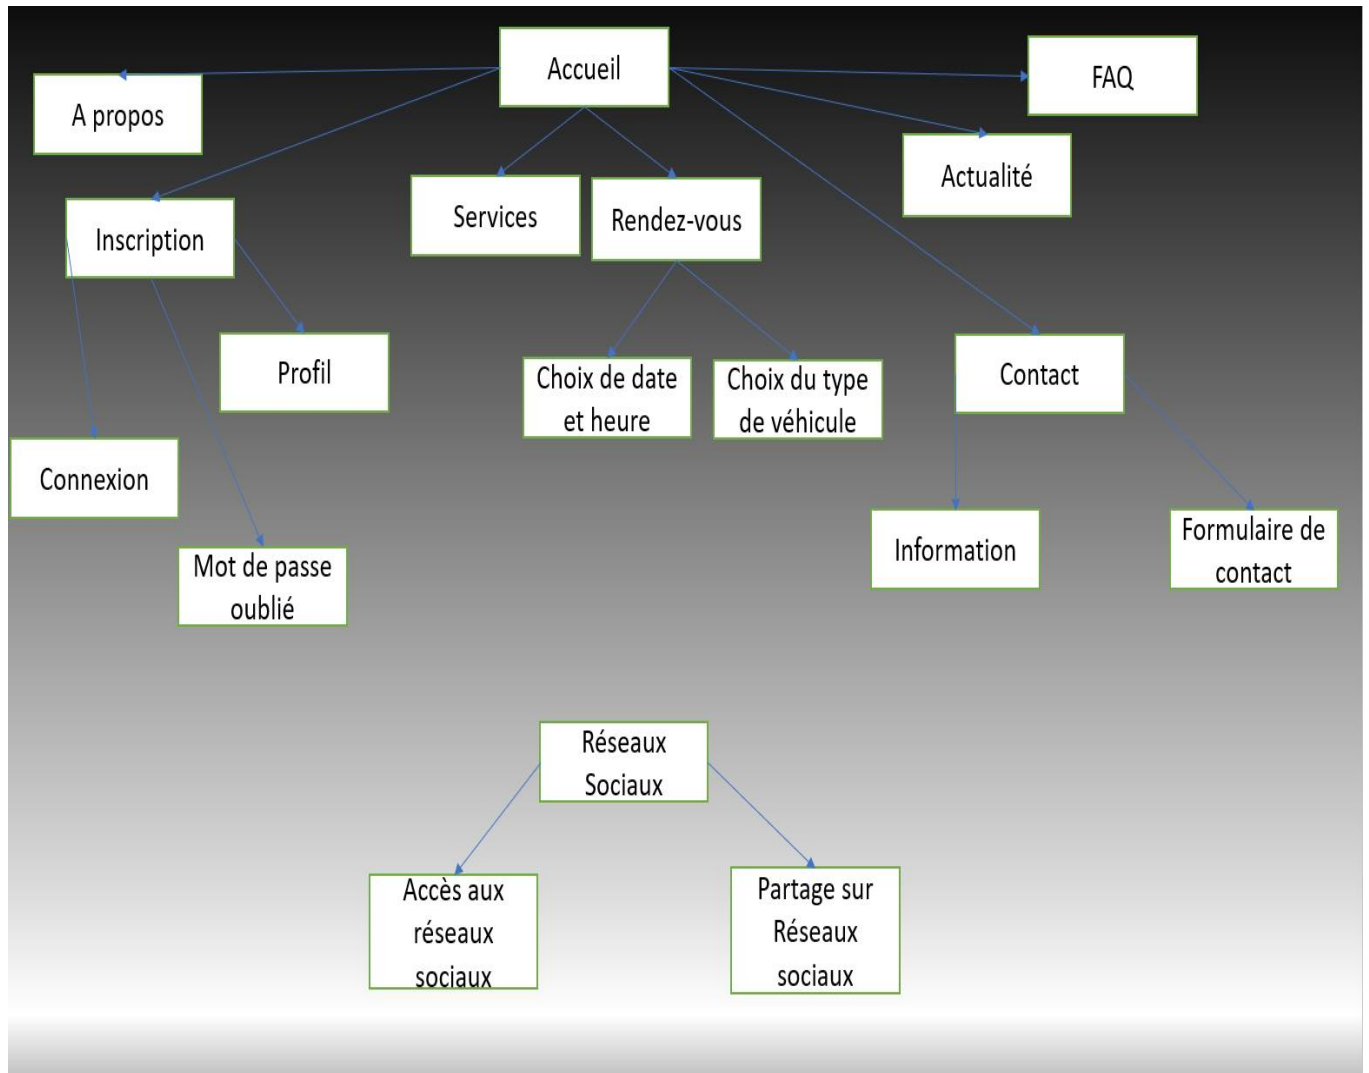 Accueil
FAQ
A propos
Actualité
Services
Rendez-vous
Inscription
Profil
Choix de date
et heure
Choix du type
de véhicule
Contact
Connexion
Mot de passe
oublié
Information
Formulaire de
contact
Réseaux
Sociaux
Accès aux
réseaux
sociaux
Partage sur
Réseaux
sociaux